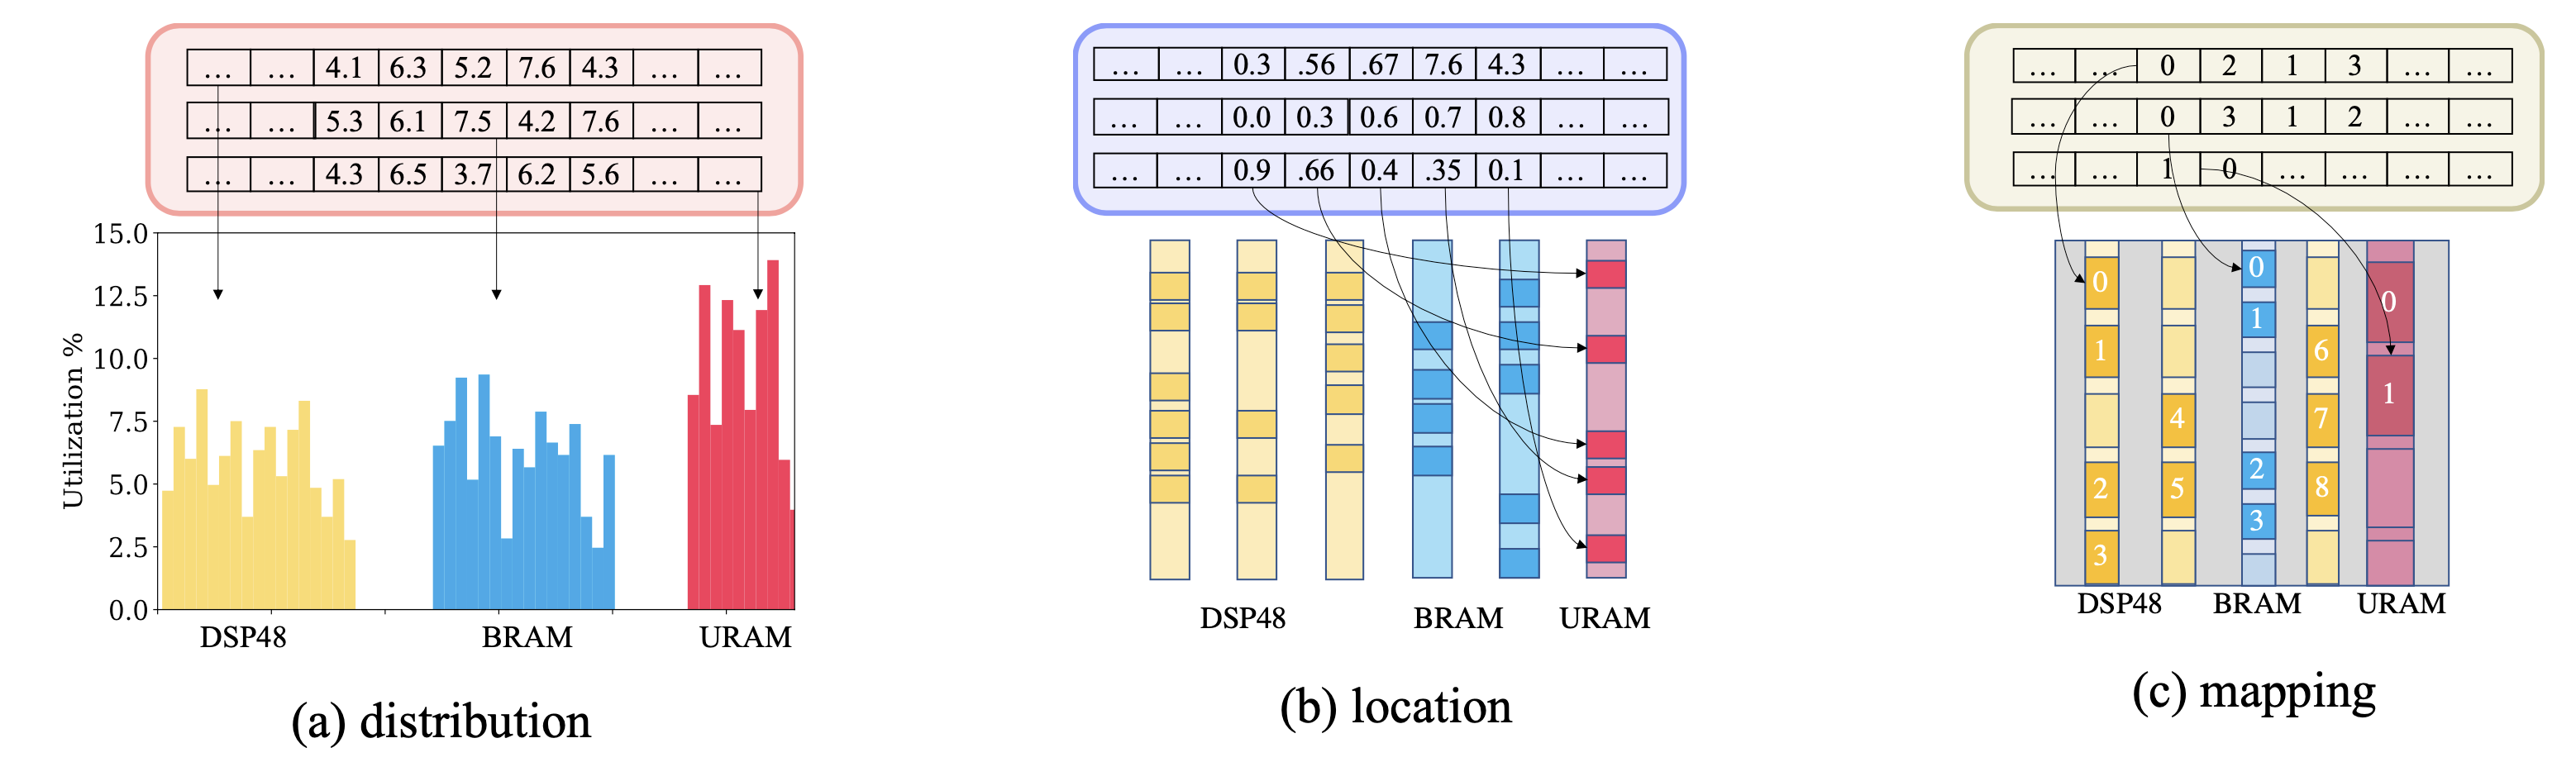 … … 4.1 6.3 5.2 7.6 4.3 … …
… … 5.3 6.1 7.5 4.2 7.6 … …
… … 4.3 6.5 3.7 6.2 5.6 … …
15.0
12.5
10.0
7.5
5.0
2.5
0.0
Utilization %
DSP48 BRAM URAM
(a) distribution
… … 0.3 .56 .67 7.6 4.3 … …
… … 0.0 0.3 0.6 0.7 0.8 … …
… … 0.9 .66 0.4 .35 0.1 … …
DSP48 BRAM URAM
(b) location
… … 0 2 1 3 … …
… … 0 3 1 2 … …
… … 1 0 … … … …
0
1
2
3
4
5
0
1
2
3
6
7
8
0
1
DSP48 BRAM URAM
(c) mapping